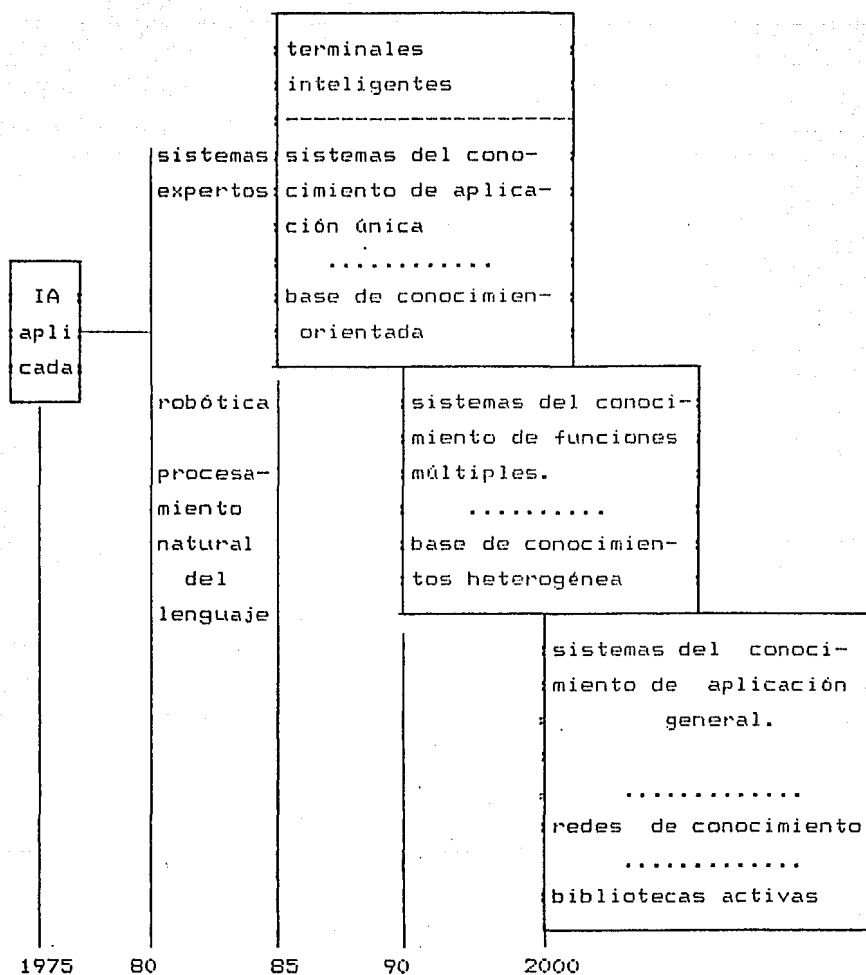 terminales
inteligentes
sistemas
expertos
sistemas del cono-
cimiento de aplica-
ción única
............
base de conocimien-
orientada
IA
apli
cada
robótica
procesa-
miento
natural
del
lenguaje
sistemas del conoci-
miento de funciones
múltiples.
..........
base de conocimien-
tos heterogénea
sistemas del conoci-
miento de aplicación
general.
.............
redes de conocimiento
.............
bibliotecas activas
1975 80 85 90 2000